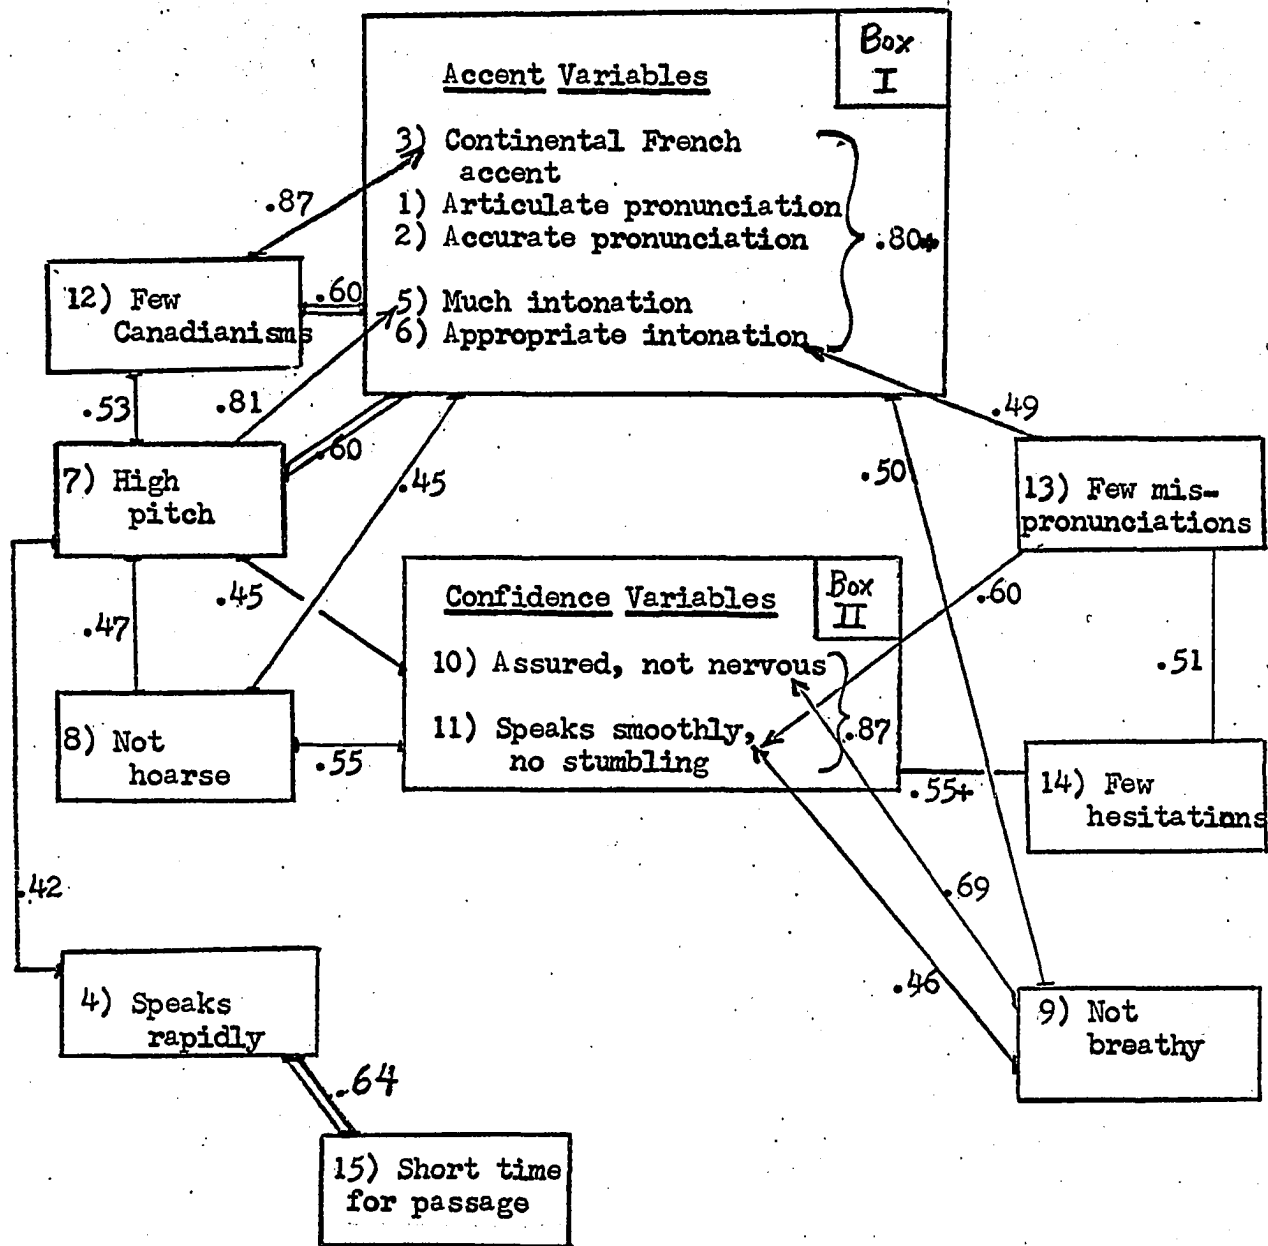 Box
I
Accent Variables
3) Continental French
accent
1) Articulate pronunciation
2) Accurate pronunciation
.80+
5) Much intonation
6) Appropriate intonation
.87
12) Few
Canadianisms
.60
.53
.81
.60
.45
.50
.49
7) High
pitch
13) Few mis-
pronunciations
.45
.47
.60
.51
Box
II
Confidence Variables
10) Assured, not nervous
11) Speaks smoothly,
no stumbling
.87
8) Not
hoarse
.55
.55+
14) Few
hesitations
.42
.69
.46
4) Speaks
rapidly
9) Not
breathy
.64
15) Short time
for passage